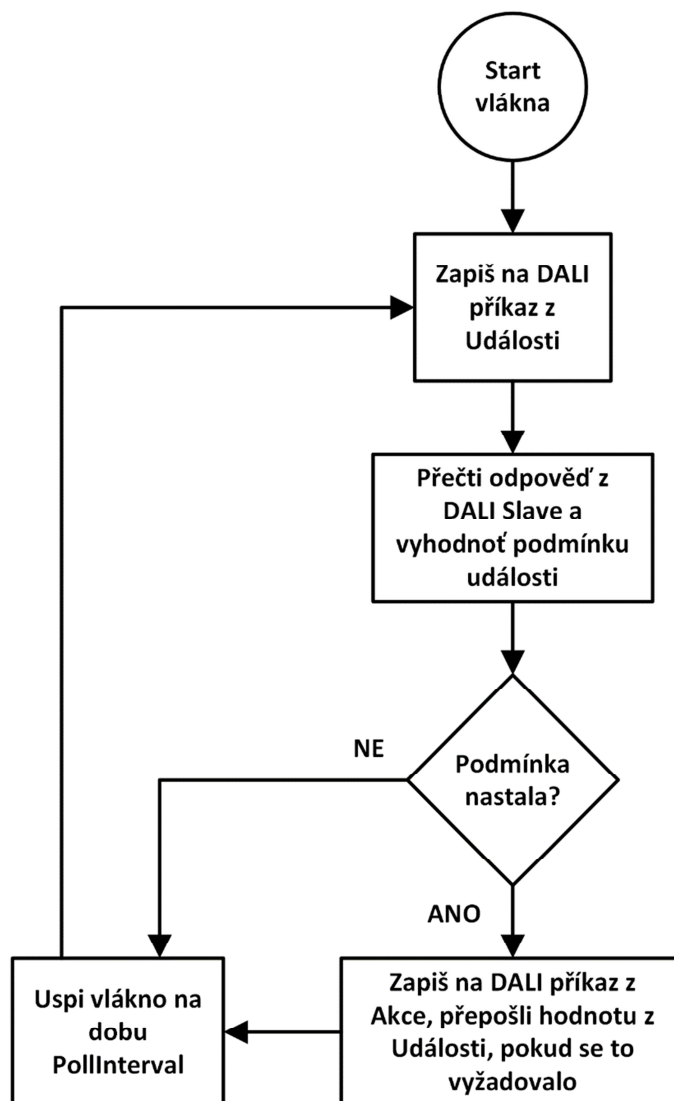 Start
vlákna
Zapiš na DALI
příkaz z
Události
Přečti odpověď z
DALI Slave a
vyhodnoť podmínku
události
NE
Podmínka
nastala?
ANO
Uspi vlákno na
dobu
PollInterval
Zapiš na DALI příkaz z
Akce, přepošli hodnotu z
Události, pokud se to
vyžadovalo